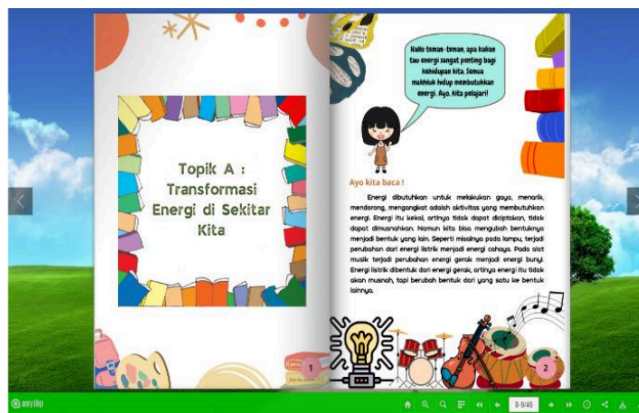 Topik A :
Transformasi
Energi di Sekitar
Kita
1
Hallo teman-teman, apa kalian
tau energi sangat penting bagi
kehidupan kita. Semua
makhluk hidup membutuhkan
energi. Ayo, kita pelajari!
Ayo kita baca !
Energi dibutuhkan untuk melakukan gaya, menarik,
mendorong, mengangkat adalah aktivitas yang membutuhkan
energi. Energi itu kekal, artinya tidak dapat diciptakan, tidak
dapat dimusnahkan. Namun kita bisa mengubah bentuknya
menjadi bentuk yang lain. Seperti misalnya pada lampu, terjadi
perubahan dari energi listrik menjadi energi cahaya. Pada alat
musik terjadi perubahan energi gerak menjadi energi bunyi.
Energi listrik dibentuk dari energi gerak, artinya energi itu tidak
akan musnah, tapi berubah bentuk dari yang satu ke bentuk
lainnya.
2
anyflip
8-9/46